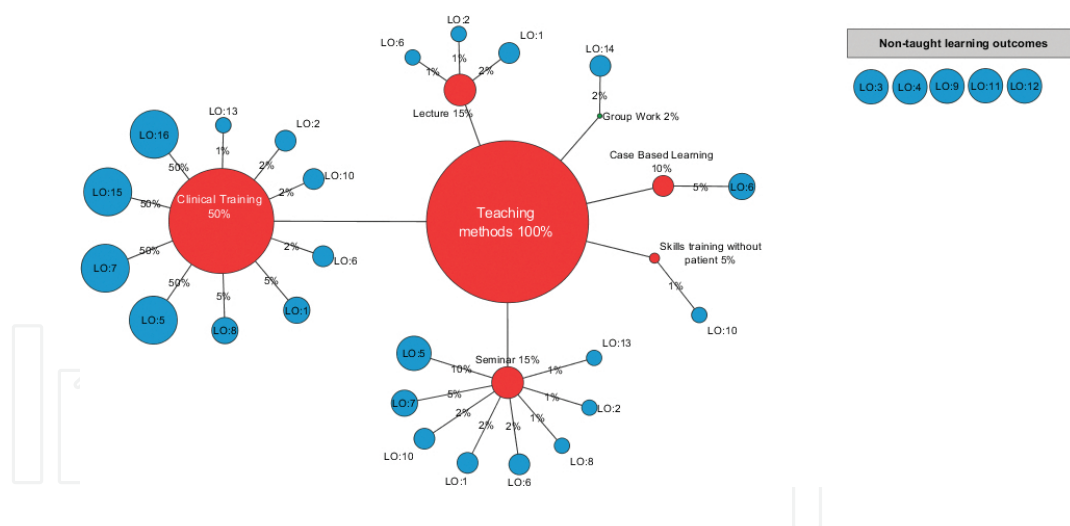 LO:2
LO:6
LO:1
1%
1%
2%
Lecture 15%
LO:14
2%
Group Work 2%
Non-taught learning outcomes
LO:3
LO:4
LO:9
LO:11
LO:12
Case Based Learning
10%
5%
LO:6
Skills training without
patient 5%
1%
LO:10
Teaching
methods 100%
LO:13
LO:16
LO:2
1%
50%
2%
LO:10
2%
Clinical Training
50%
LO:15
50%
LO:7
50%
2%
LO:6
LO:5
50%
5%
LO:8
5%
LO:1
Seminar 15%
LO:5
10%
LO:7
5%
LO:10
2%
LO:1
2%
LO:6
2%
LO:8
1%
LO:2
1%
LO:13
1%